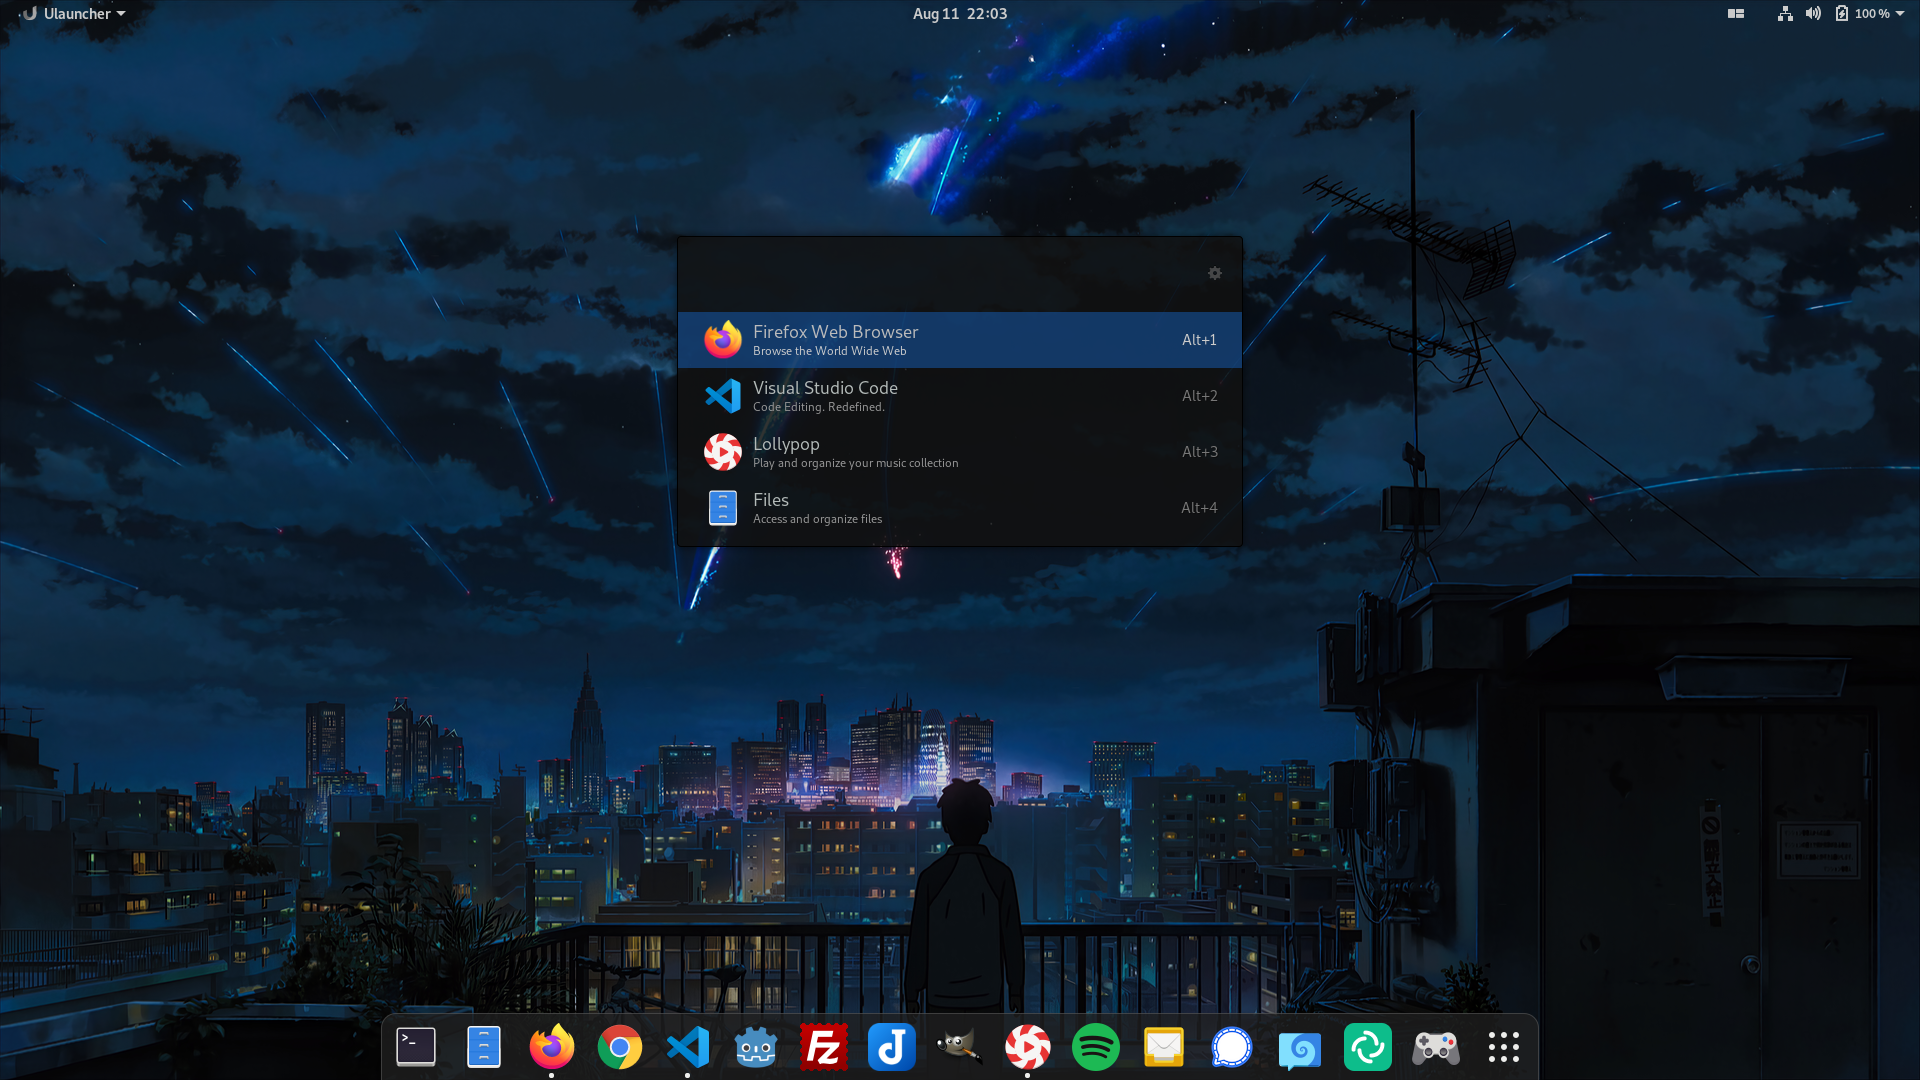 Ulauncher
Aug 11 22:03
100 %
Firefox Web Browser
Browse the World Wide Web
Alt+1
Visual Studio Code
Code Editing. Redefined.
Alt+2
Lollypop
Play and organize your music collection
Alt+3
Files
Access and organize files
Alt+4
>_
Fz